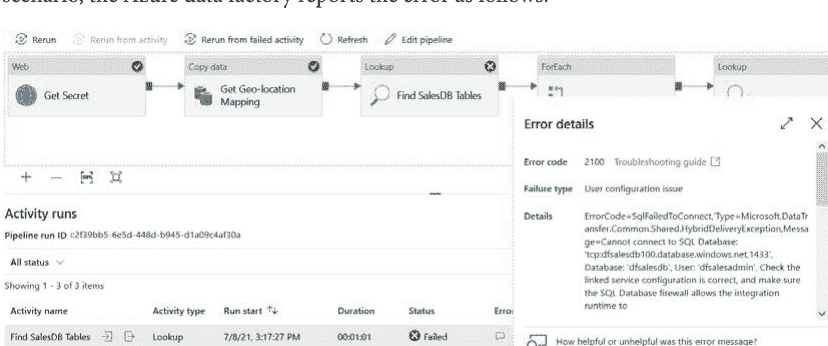 scenario, the Azure data factory reports the error as follows:
Rerun Rerun from activity Rerun from failed activity Refresh Edit pipeline
Web Copy data Lookup ForEach Lookup
Get Secret Get Geo-location Mapping Find SalesDB Tables
Error details
Error code 2100 Troubleshooting guide
Failure type User configuration issue
Details ErrorCode=SqlFailedToConnect,'Type=Microsoft.DataTr
ansfer.Common.Shared.HybridDeliveryException,Messa
ge=Cannot connect to SQL Database:
'tcp:dfsalesdb100.database.windows.net,1433',
Database: 'dfsalesdb', User: 'dfsalesadmin'. Check the
linked service configuration is correct, and make sure
the SQL Database firewall allows the integration
runtime to
Activity runs
Pipeline run ID c2f39bb5-6e5d-448d-b945-d1a09c4af30a
All status
Showing 1 - 3 of 3 items
Activity name Activity type Run start Duration Status Erro
Find SalesDB Tables Lookup 7/8/21, 3:17:27 PM 00:01:01 Failed
How helpful or unhelpful was this error message?